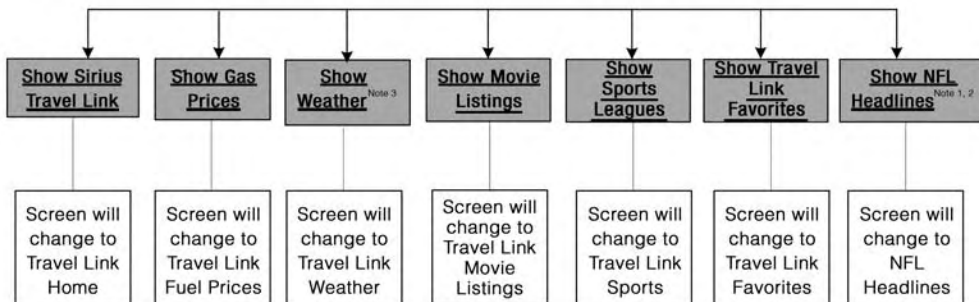 Show Sirius
Travel Link
Show Gas
Prices
Show
Weather Note 3
Show Movie
Listings
Show
Sports
Leagues
Show Travel
Link
Favorites
Show NFL
Headlines Note 1, 2
Screen will
change to
Travel Link
Home
Screen will
change to
Travel Link
Fuel Prices
Screen will
change to
Travel Link
Weather
Screen will
change to
Travel Link
Movie
Listings
Screen will
change to
Travel Link
Sports
Screen will
change to
Travel Link
Favorites
Screen will
change to
NFL
Headlines